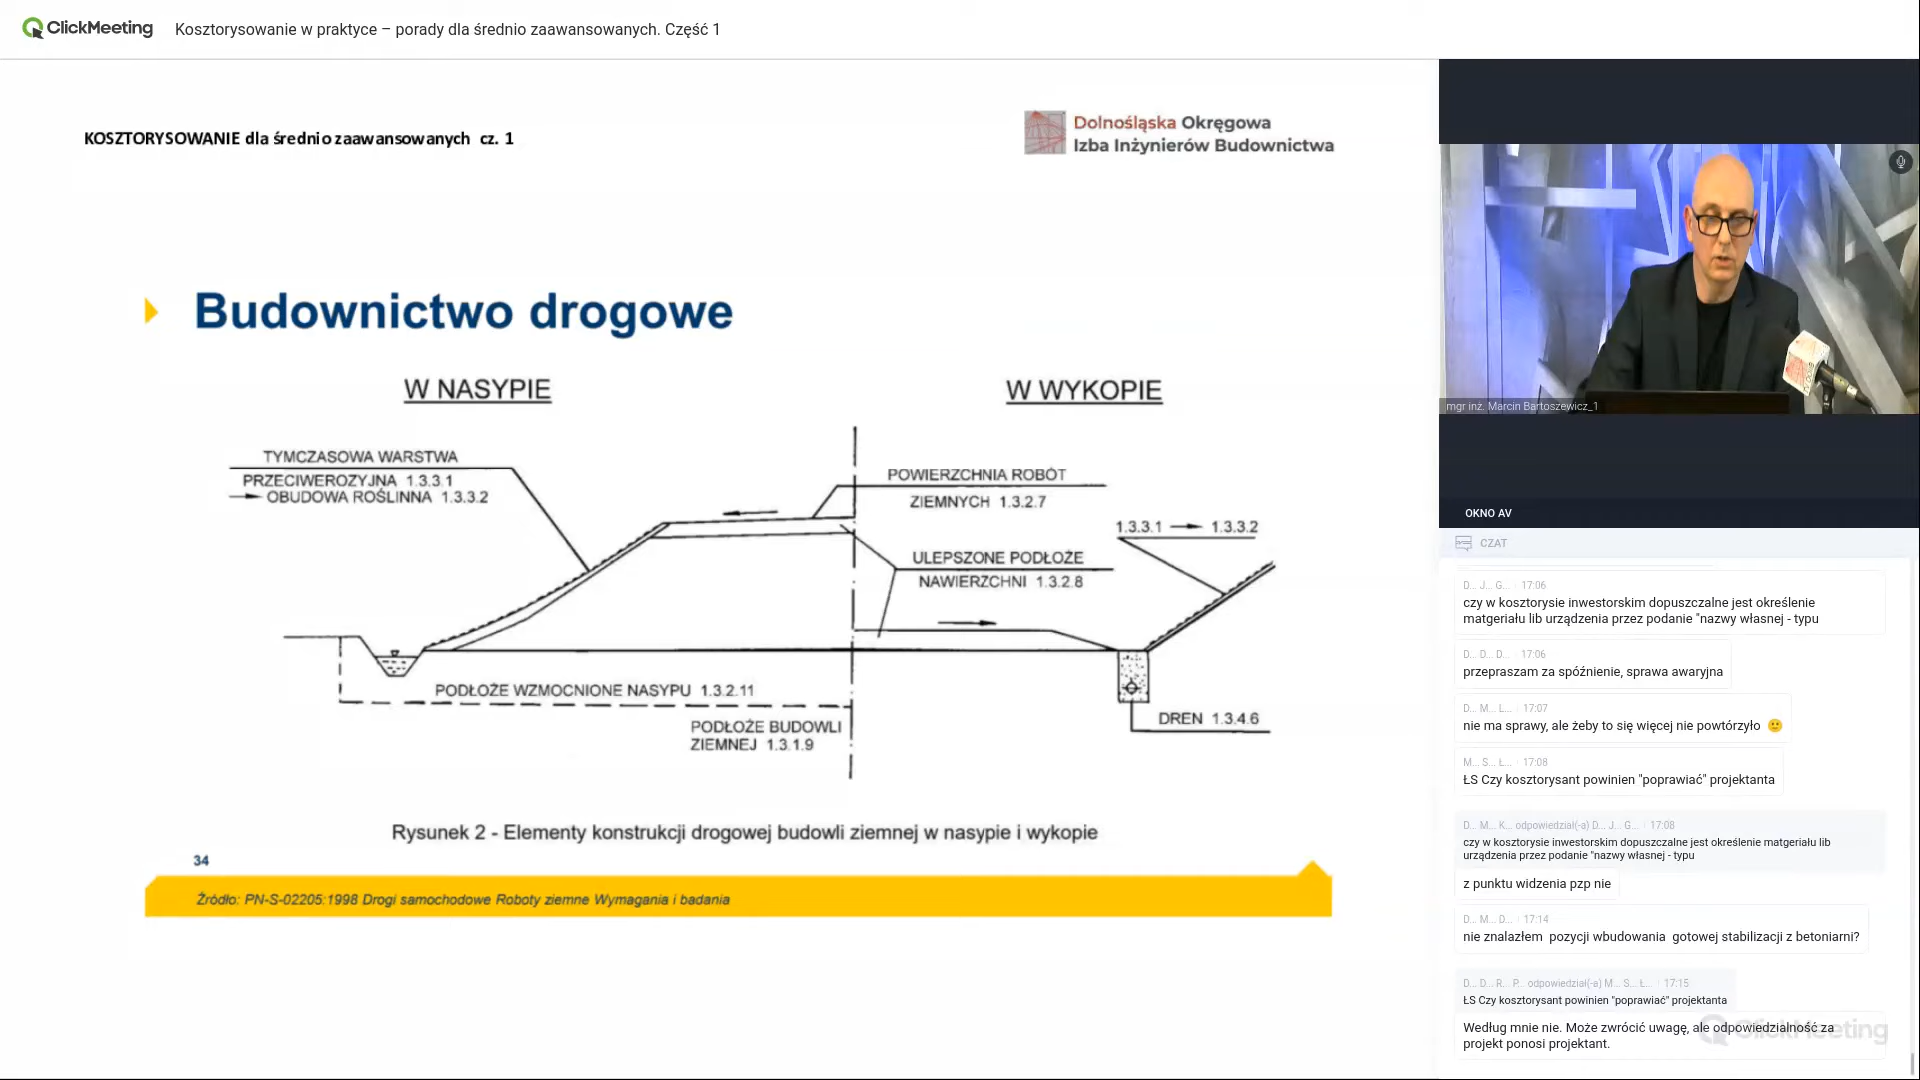 ClickMeeting
Kosztorysowanie w praktyce – porady dla średnio zaawansowanych. Część 1
KOSZTORYSOWANIE dla średnio zaawansowanych cz. 1
Dolnośląska Okręgowa
Izba Inżynierów Budownictwa
Budownictwo drogowe
W NASYPIE
W WYKOPIE
TYMCZASOWA WARSTWA
PRZECIWEROZYJNA 1.3.3.1
OBUDOWA ROŚLINNA 1.3.3.2
POWIERZCHNIA ROBÓT
ZIEMNYCH 1.3.2.7
1.3.3.1 → 1.3.3.2
ULEPSZONE PODŁOŻE
NAWIERZCHNI 1.3.2.8
PODŁOŻE WZMOCNIONE NASYPU 1.3.2.11
PODŁOŻE BUDOWLI
ZIEMNEJ 1.3.1.9
DREN 1.3.4.6
Rysunek 2 - Elementy konstrukcji drogowej budowli ziemnej w nasypie i wykopie
34
Źródło: PN-S-02205:1998 Drogi samochodowe Roboty ziemne Wymagania i badania
mgr inż. Marcin Bartoszewicz_1
OKNO AV
CZAT
D... J... G... 17:06
czy w kosztorysie inwestorskim dopuszczalne jest określenie
matgeriału lib urządzenia przez podanie "nazwy własnej - typu
D... D... D... 17:06
przepraszam za spóźnienie, sprawa awaryjna
D... M... L... 17:07
nie ma sprawy, ale żeby to się więcej nie powtórzyło 🙂
M... S... Ł... 17:08
ŁS Czy kosztorysant powinien "poprawiać" projektanta
D... M... K... odpowiedział(-a) D... J... G... 17:08
czy w kosztorysie inwestorskim dopuszczalne jest określenie matgeriału lib
urządzenia przez podanie "nazwy własnej - typu
z punktu widzenia pzp nie
D... M... D... 17:14
nie znalazłem pozycji wbudowania gotowej stabilizacji z betoniarni?
D... D... R... P... odpowiedział(-a) M... S... Ł... 17:15
ŁS Czy kosztorysant powinien "poprawiać" projektanta
Według mnie nie. Może zwrócić uwagę, ale odpowiedzialność za
projekt ponosi projektant.
ClickMeeting